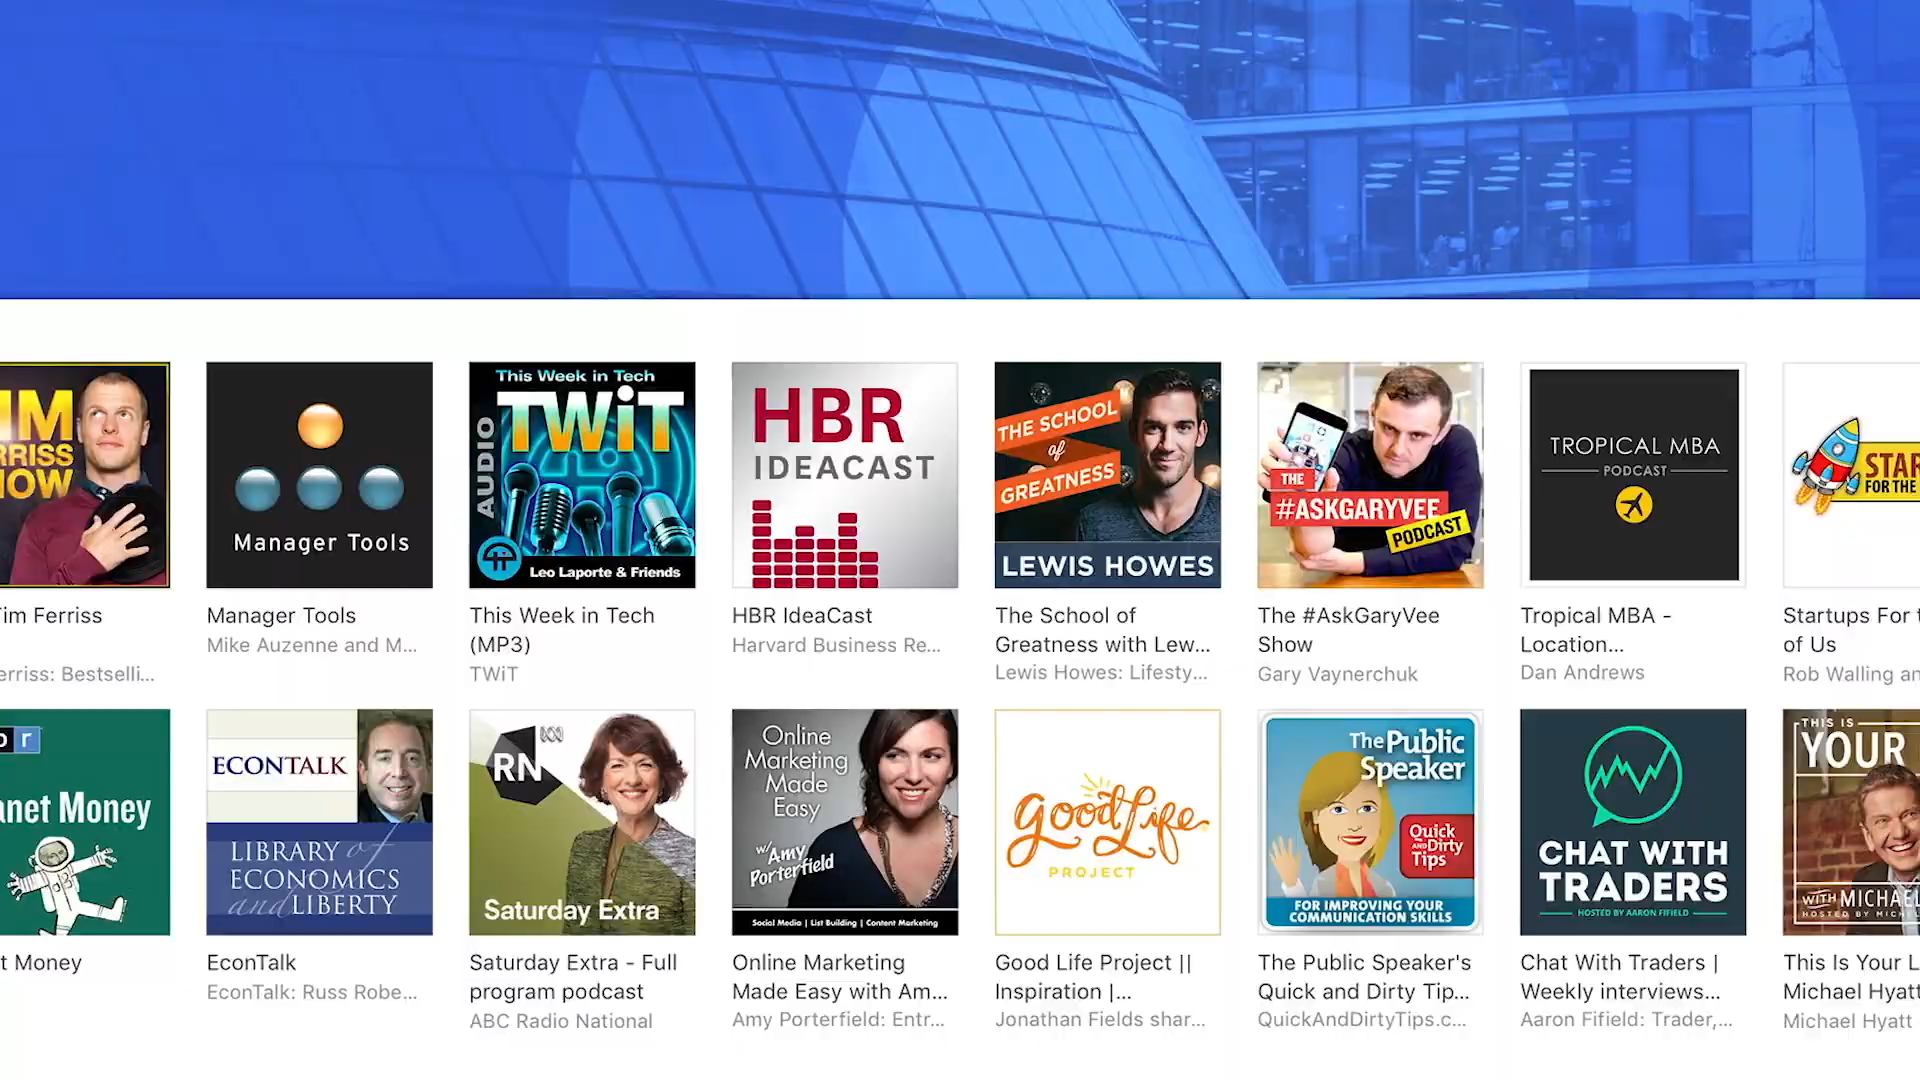 IM
RRISS
HOW
Manager Tools
This Week in Tech
AUDIO
TWiT
Leo Laporte & Friends
HBR
IDEACAST
THE SCHOOL
of
GREATNESS
LEWIS HOWES
THE
#ASKGARYVEE
PODCAST
TROPICAL MBA
PODCAST
STAR
FOR THE
Tim Ferriss
erriss: Bestselli...
Manager Tools
Mike Auzenne and M...
This Week in Tech
(MP3)
TWiT
HBR IdeaCast
Harvard Business Re...
The School of
Greatness with Lew...
Lewis Howes: Lifesty...
The #AskGaryVee
Show
Gary Vaynerchuk
Tropical MBA -
Location...
Dan Andrews
Startups For t
of Us
Rob Walling an
p r
anet Money
ECONTALK
LIBRARY of
ECONOMICS
and LIBERTY
RN
Saturday Extra
Online
Marketing
Made
Easy
w/ Amy
Porterfield
Social Media | List Building | Content Marketing
good Life
PROJECT
The Public
Speaker
Quick
AND Dirty
Tips
FOR IMPROVING YOUR
COMMUNICATION SKILLS
CHAT WITH
TRADERS
HOSTED BY AARON FIFIELD
THIS IS
YOUR
WITH MICHAEL
HOSTED BY MICH
t Money
EconTalk
EconTalk: Russ Robe...
Saturday Extra - Full
program podcast
ABC Radio National
Online Marketing
Made Easy with Am...
Amy Porterfield: Entr...
Good Life Project ||
Inspiration |...
Jonathan Fields shar...
The Public Speaker's
Quick and Dirty Tip...
QuickAndDirtyTips.c...
Chat With Traders |
Weekly interviews...
Aaron Fifield: Trader,...
This Is Your L
Michael Hyatt
Michael Hyatt